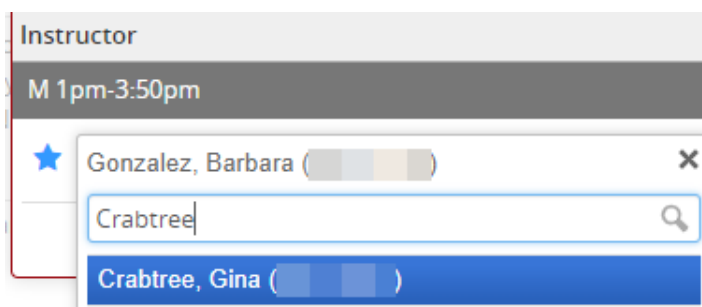 Instructor
M 1pm-3:50pm
Gonzalez, Barbara ( )
Crabtree
Crabtree, Gina ( )